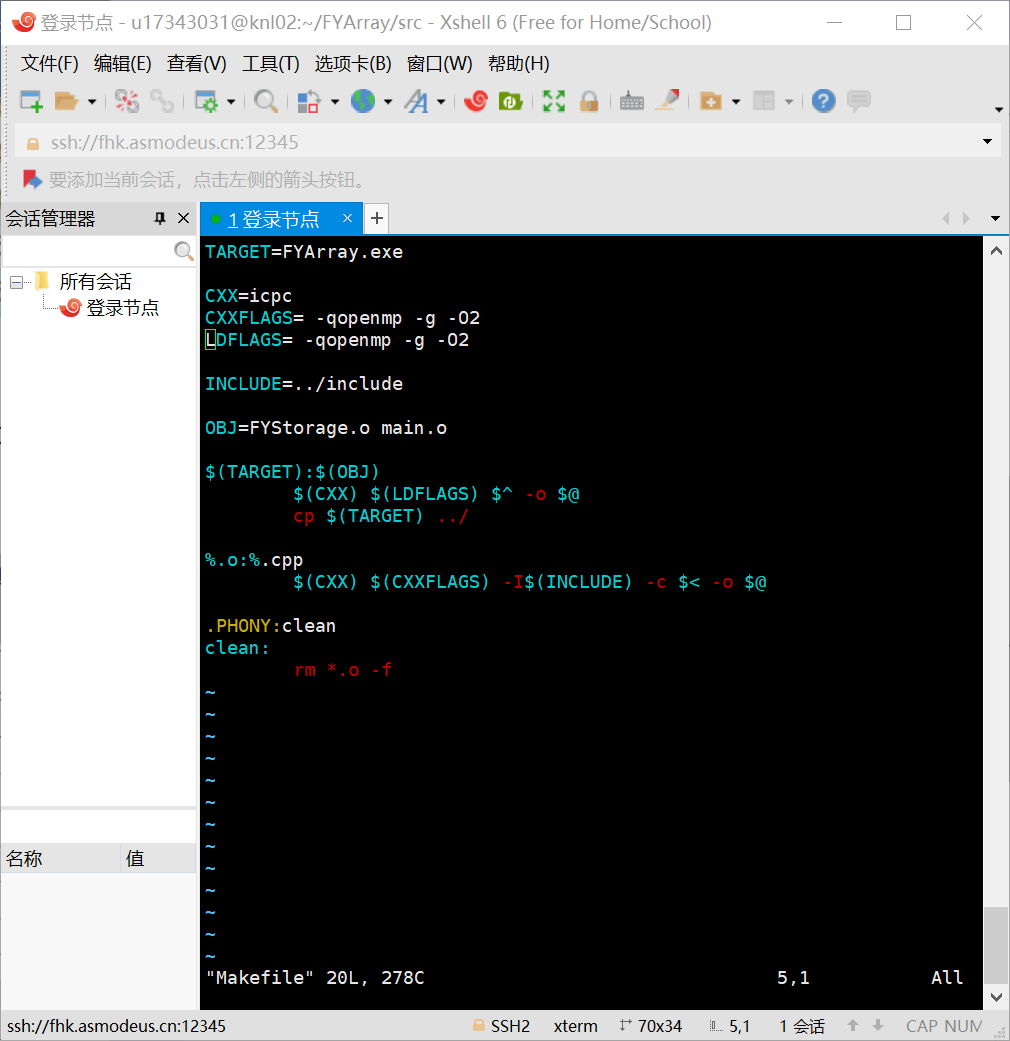 登录节点 - u17343031@knl02:~/FYArray/src - Xshell 6 (Free for Home/School)
文件(F) 编辑(E) 查看(V) 工具(T) 选项卡(B) 窗口(W) 帮助(H)
ssh://fhk.asmodeus.cn:12345
要添加当前会话，点击左侧的箭头按钮。
会话管理器
1 登录节点
所有会话
登录节点
名称 值
TARGET=FYArray.exe
CXX=icpc
CXXFLAGS= -qopenmp -g -O2
LDFLAGS= -qopenmp -g -O2
INCLUDE=../include
OBJ=FYStorage.o main.o
$(TARGET):$(OBJ)
$(CXX) $(LDFLAGS) $^ -o $@
cp $(TARGET) ../
%.o:%.cpp
$(CXX) $(CXXFLAGS) -I$(INCLUDE) -c $< -o $@
.PHONY:clean
clean:
rm *.o -f
~
~
~
~
~
~
~
~
~
~
~
~
~
"Makefile" 20L, 278C 5,1 All
ssh://fhk.asmodeus.cn:12345 SSH2 xterm 70x34 5,1 1 会话 CAP NUM